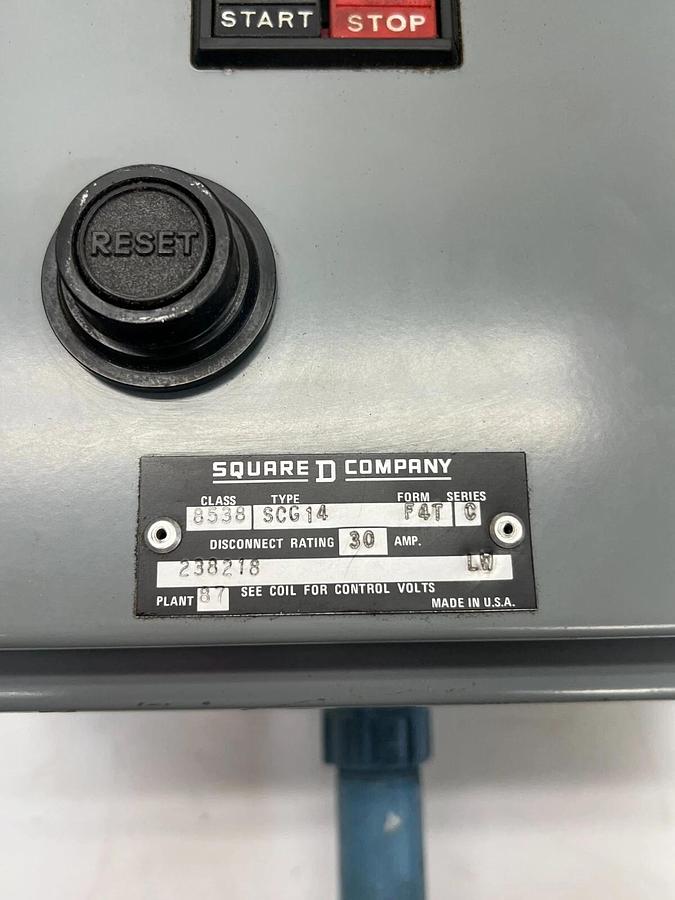 START STOP
RESET
SQUARE D COMPANY
CLASS TYPE FORM SERIES
8538 SCG14 F4T C
DISCONNECT RATING 30 AMP.
238218 LW
PLANT 87 SEE COIL FOR CONTROL VOLTS
MADE IN U.S.A.